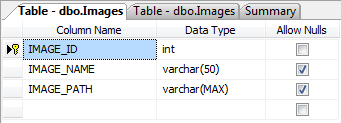 Table - dbo.Images Table - dbo.Images Summary
Column Name Data Type Allow Nulls
IMAGE_ID int
IMAGE_NAME varchar(50)
IMAGE_PATH varchar(MAX)